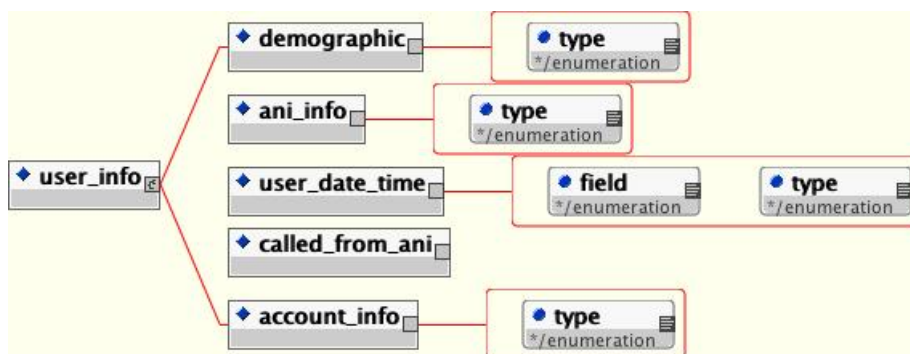 demographic
type
*/enumeration
ani_info
type
*/enumeration
user_info
user_date_time
field
*/enumeration
type
*/enumeration
called_from_ani
account_info
type
*/enumeration